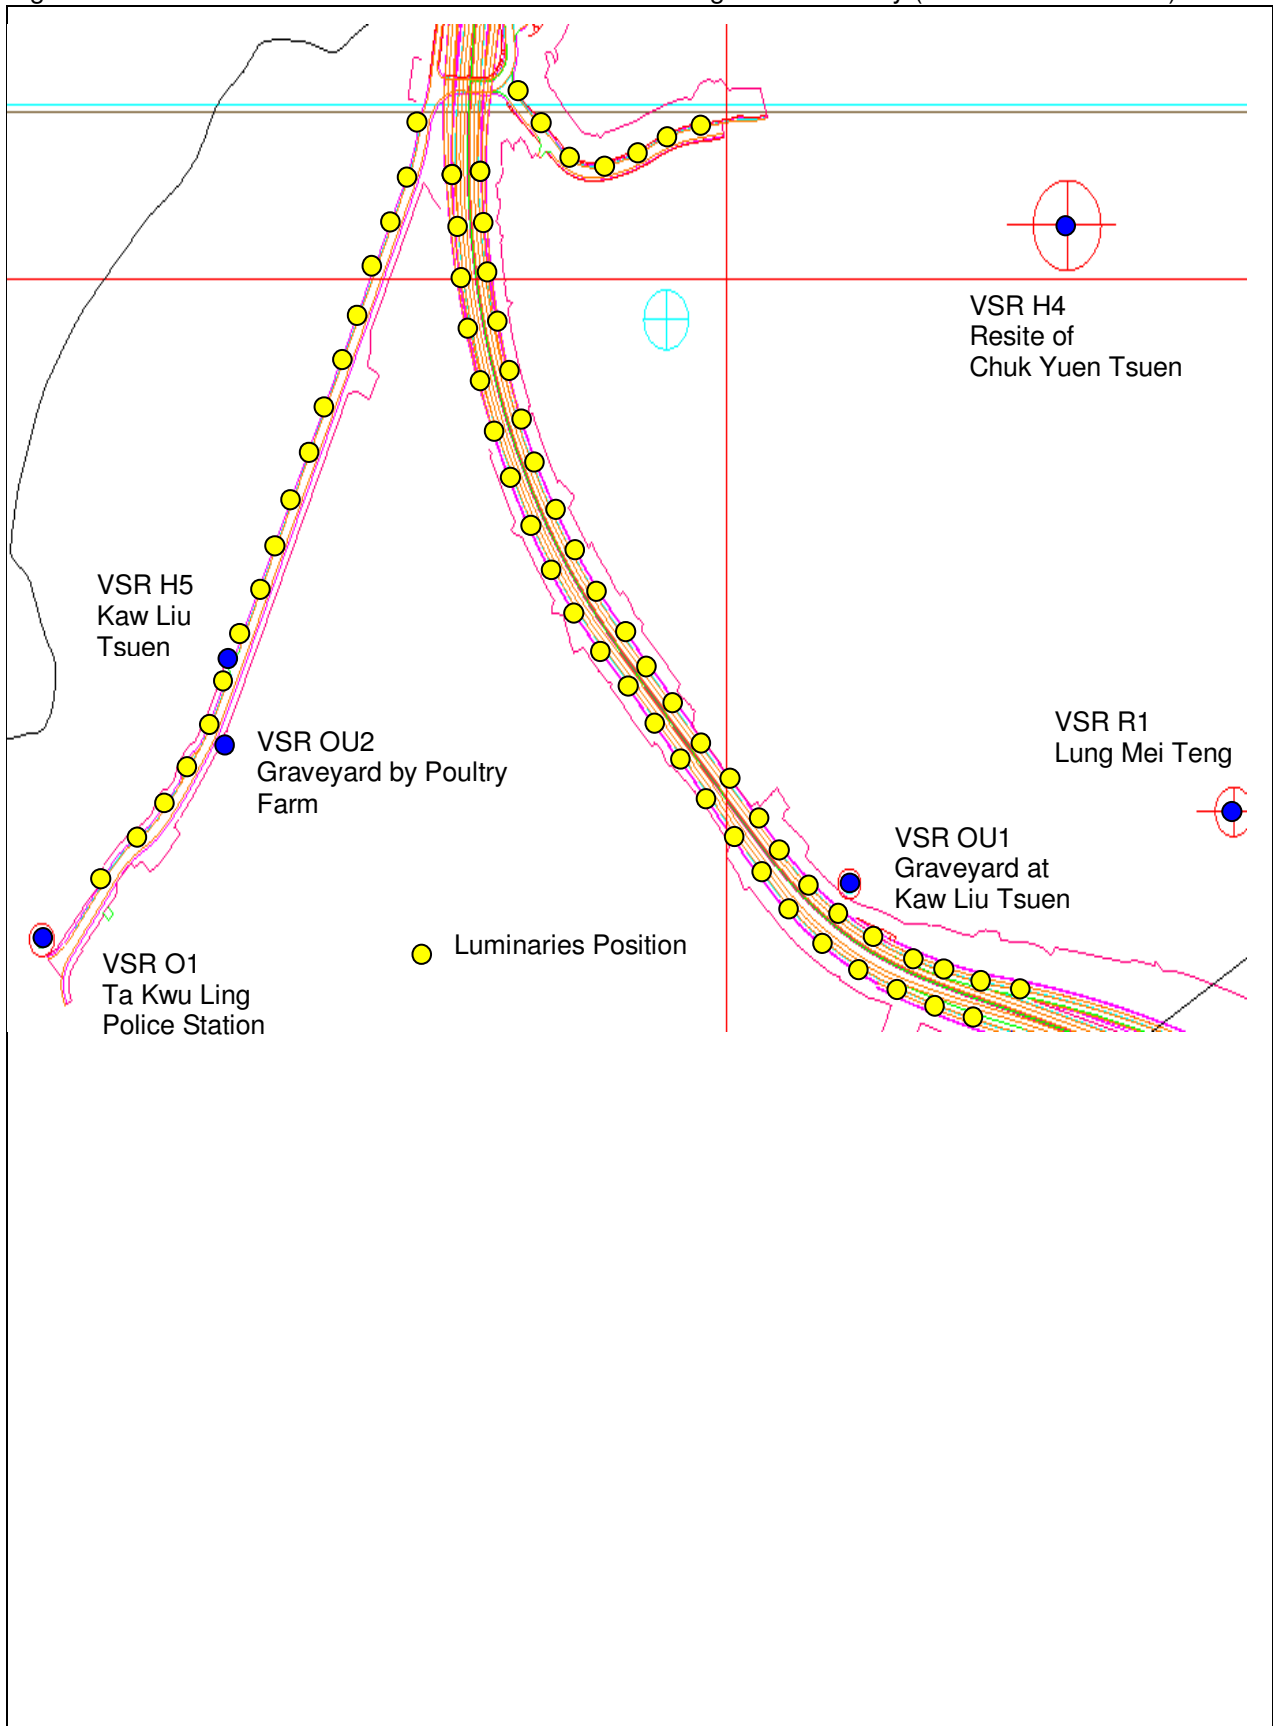 VSR H4
Resite of
Chuk Yuen Tsuen
VSR H5
Kaw Liu
Tsuen
VSR OU2
Graveyard by Poultry
Farm
VSR R1
Lung Mei Teng
VSR OU1
Graveyard at
Kaw Liu Tsuen
Luminaries Position
VSR O1
Ta Kwu Ling
Police Station